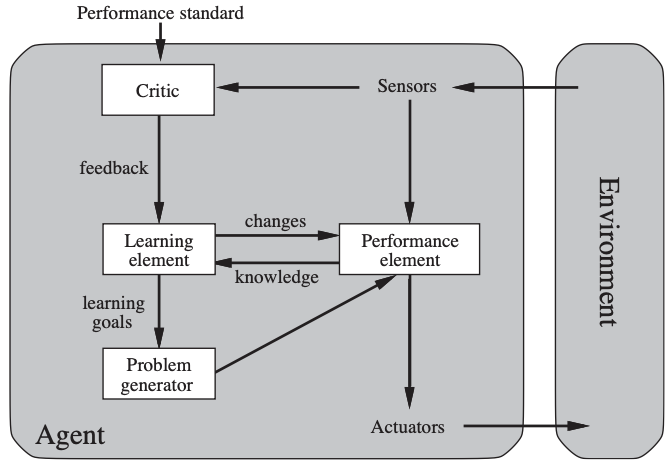 Performance standard
Critic
Sensors
feedback
changes
Learning
element
Performance
element
knowledge
learning
goals
Problem
generator
Agent
Actuators
Environment